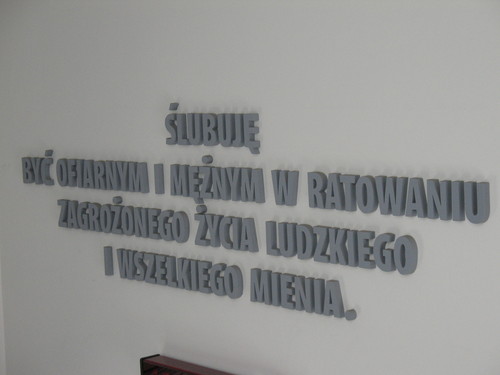 ŚLUBUJĘ
BYĆ OFIARNYM I MĘŻNYM W RATOWANIU
ZAGROŻONEGO ŻYCIA LUDZKIEGO
I WSZELKIEGO MIENIA.